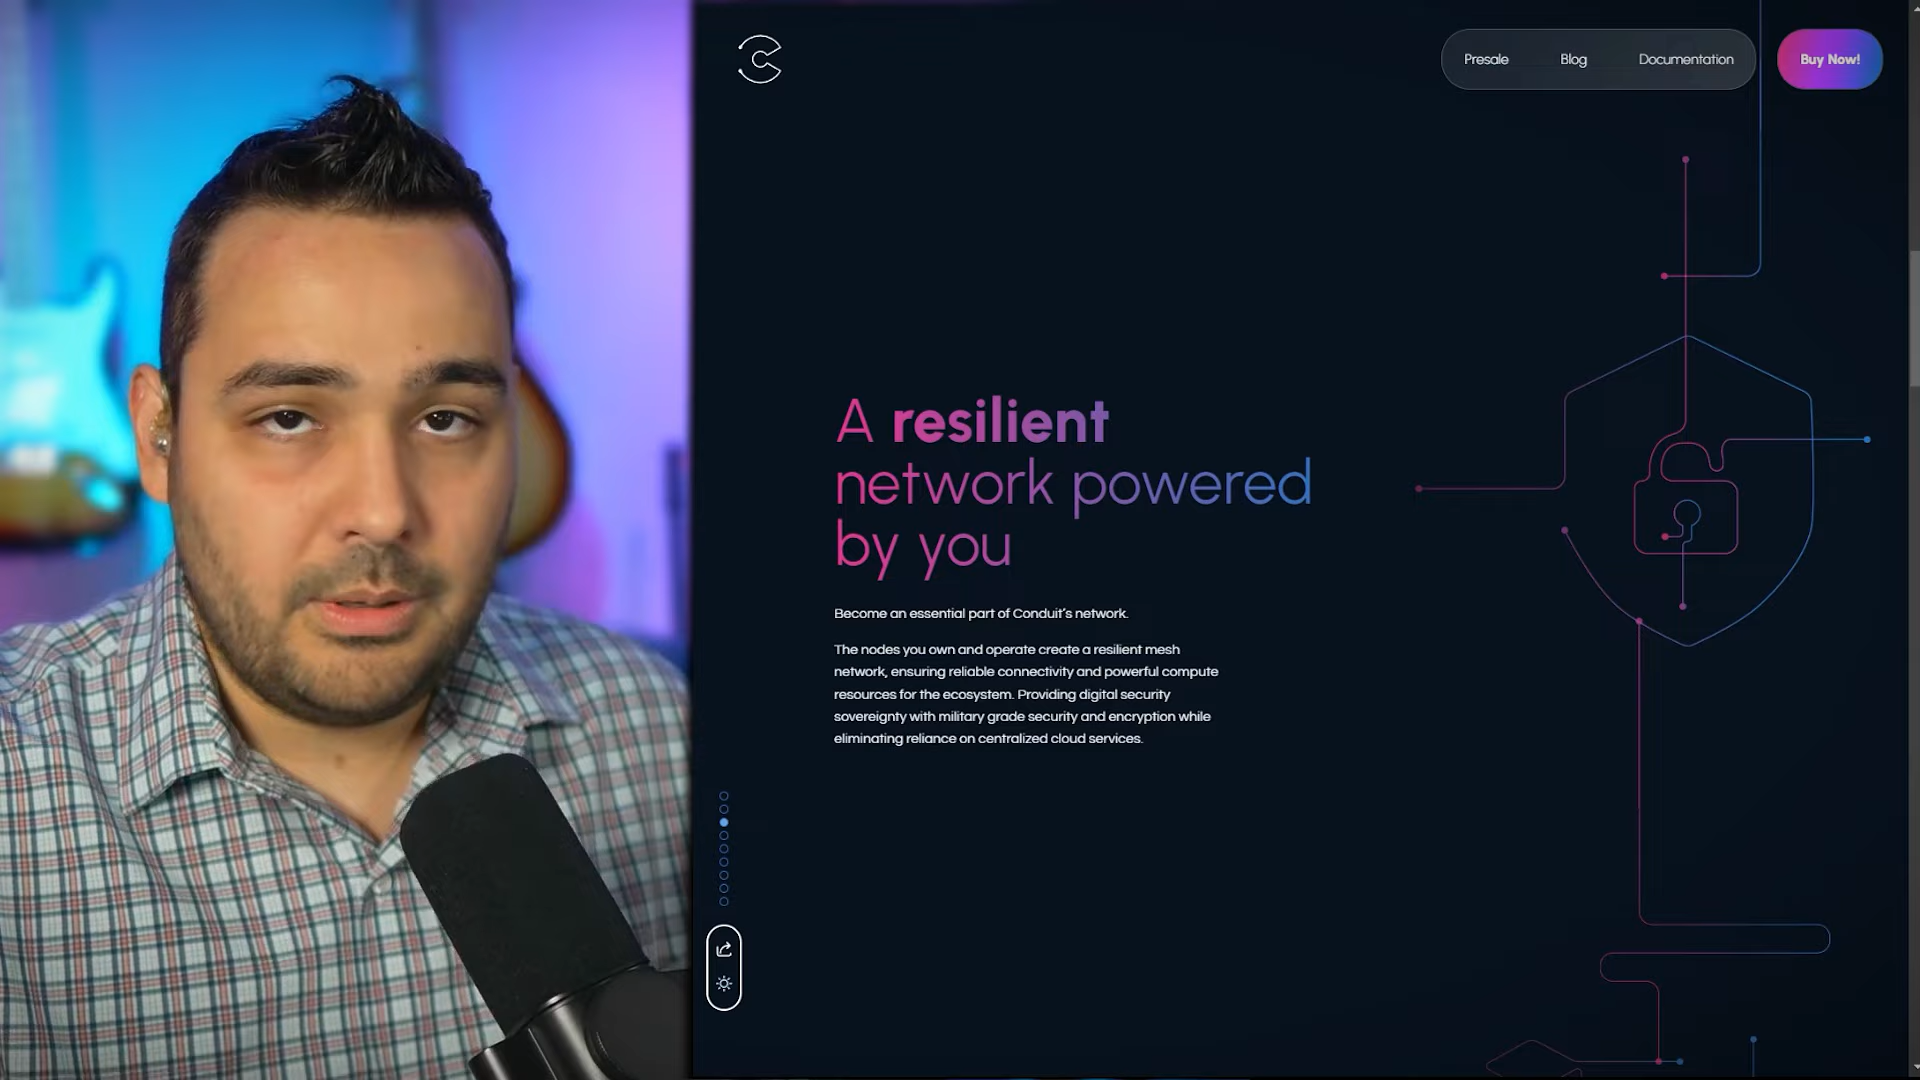 Presale
Blog
Documentation
Buy Now!
A resilient
network powered
by you
Become an essential part of Conduit's network.
The nodes you own and operate create a resilient mesh
network, ensuring reliable connectivity and powerful compute
resources for the ecosystem. Providing digital security
sovereignty with military grade security and encryption while
eliminating reliance on centralized cloud services.